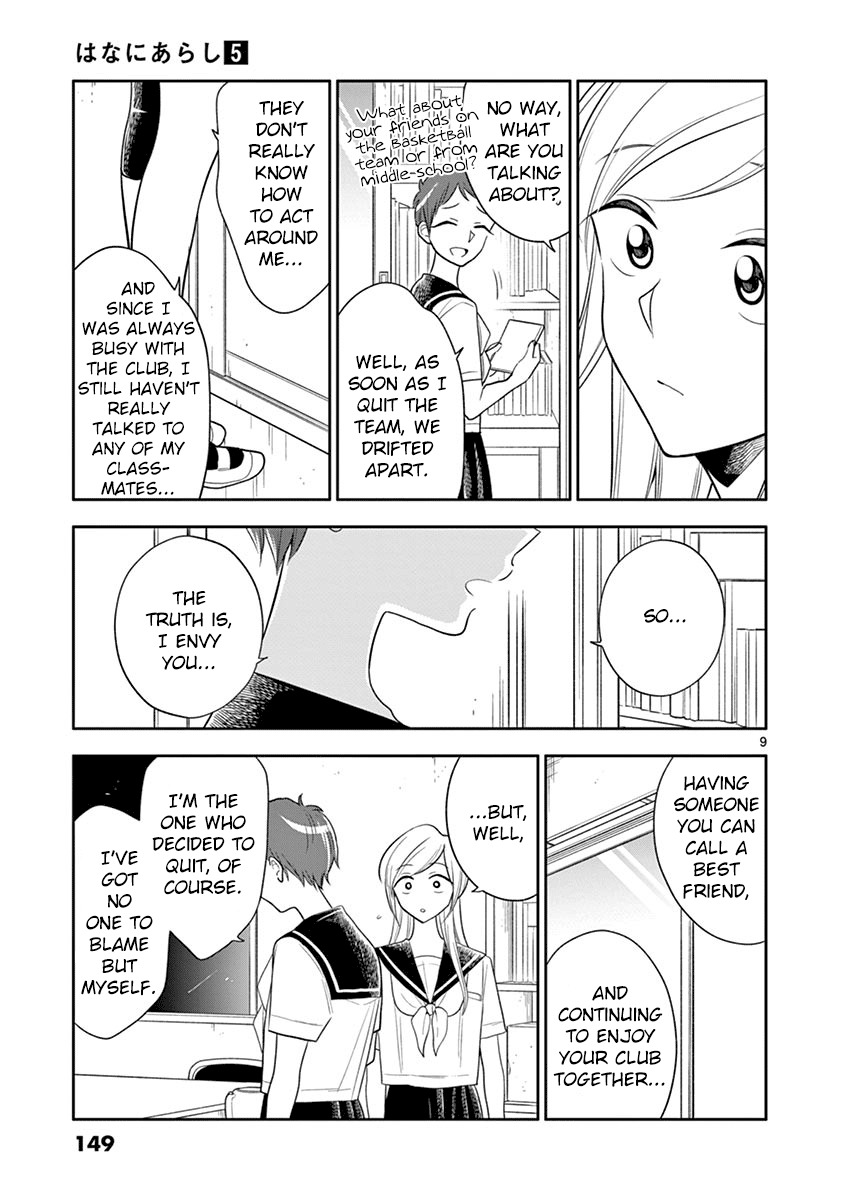 はなにあらし 5
NO WAY,
WHAT
ARE YOU
TALKING
ABOUT?
What about
your friends on
the basketball
team or from
middle-school?
WELL, AS
SOON AS I
QUIT THE
TEAM, WE
DRIFTED
APART.
THEY
DON'T
REALLY
KNOW
HOW
TO ACT
AROUND
ME...
AND
SINCE I
WAS ALWAYS
BUSY WITH
THE CLUB, I
STILL HAVEN'T
REALLY
TALKED TO
ANY OF MY
CLASS-
MATES...
SO...
THE
TRUTH IS,
I ENVY
YOU...
9
HAVING
SOMEONE
YOU CAN
CALL A
BEST
FRIEND,
AND
CONTINUING
TO ENJOY
YOUR CLUB
TOGETHER...
...BUT,
WELL,
I'M THE
ONE WHO
DECIDED TO
QUIT, OF
COURSE.
I'VE
GOT
NO
ONE TO
BLAME
BUT
MYSELF.
149